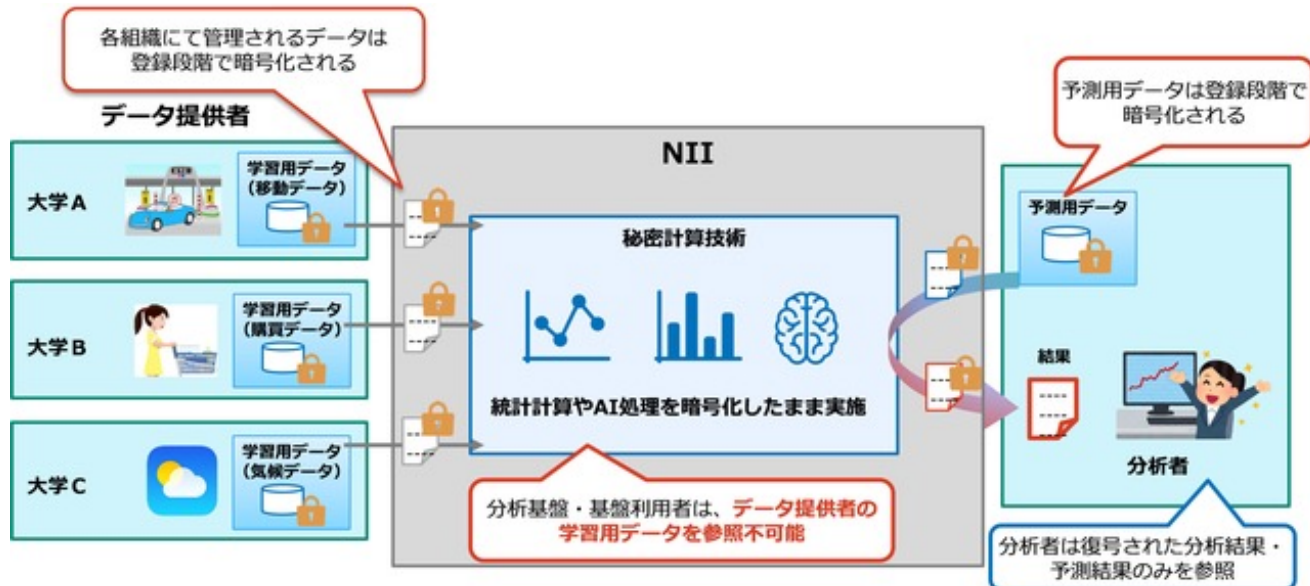 各組織にて管理されるデータは
登録段階で暗号化される
データ提供者
大学A
学習用データ
(移動データ)
大学B
学習用データ
(購買データ)
大学C
学習用データ
(気候データ)
NII
秘密計算技術
統計計算やAI処理を暗号化したまま実施
分析基盤・基盤利用者は、データ提供者の
学習用データを参照不可能
予測用データは登録段階で
暗号化される
予測用データ
結果
分析者
分析者は復号された分析結果・
予測結果のみを参照